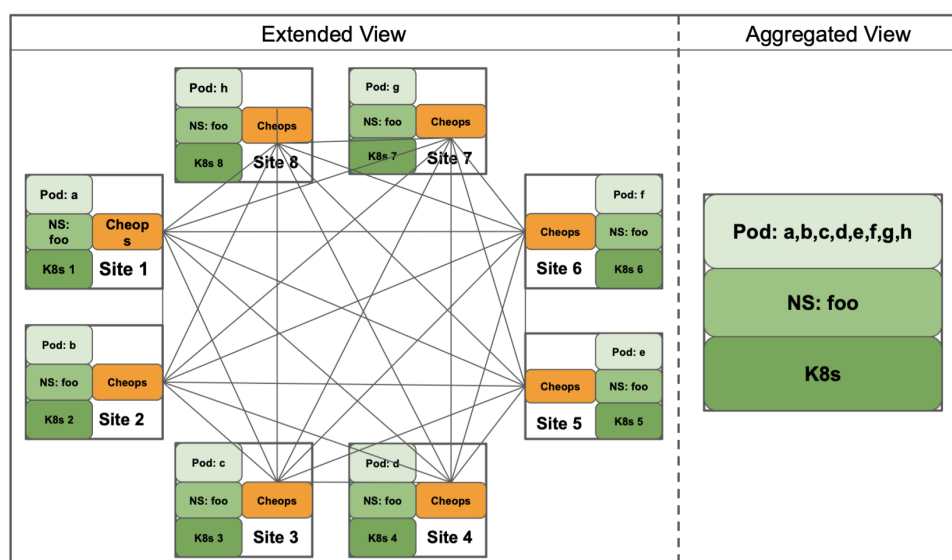 Extended View
Aggregated View
Pod: h
NS: foo
Cheops
K8s 8
Site 8
Pod: g
NS: foo
Cheops
K8s 7
Site 7
Pod: a
NS:
foo
Cheop
s
K8s 1
Site 1
Pod: f
Cheops
NS: foo
Site 6
K8s 6
Pod: b
NS: foo
Cheops
K8s 2
Site 2
Pod: e
Cheops
NS: foo
Site 5
K8s 5
Pod: c
NS: foo
Cheops
K8s 3
Site 3
Pod: d
NS: foo
Cheops
K8s 4
Site 4
Pod: a,b,c,d,e,f,g,h
NS: foo
K8s